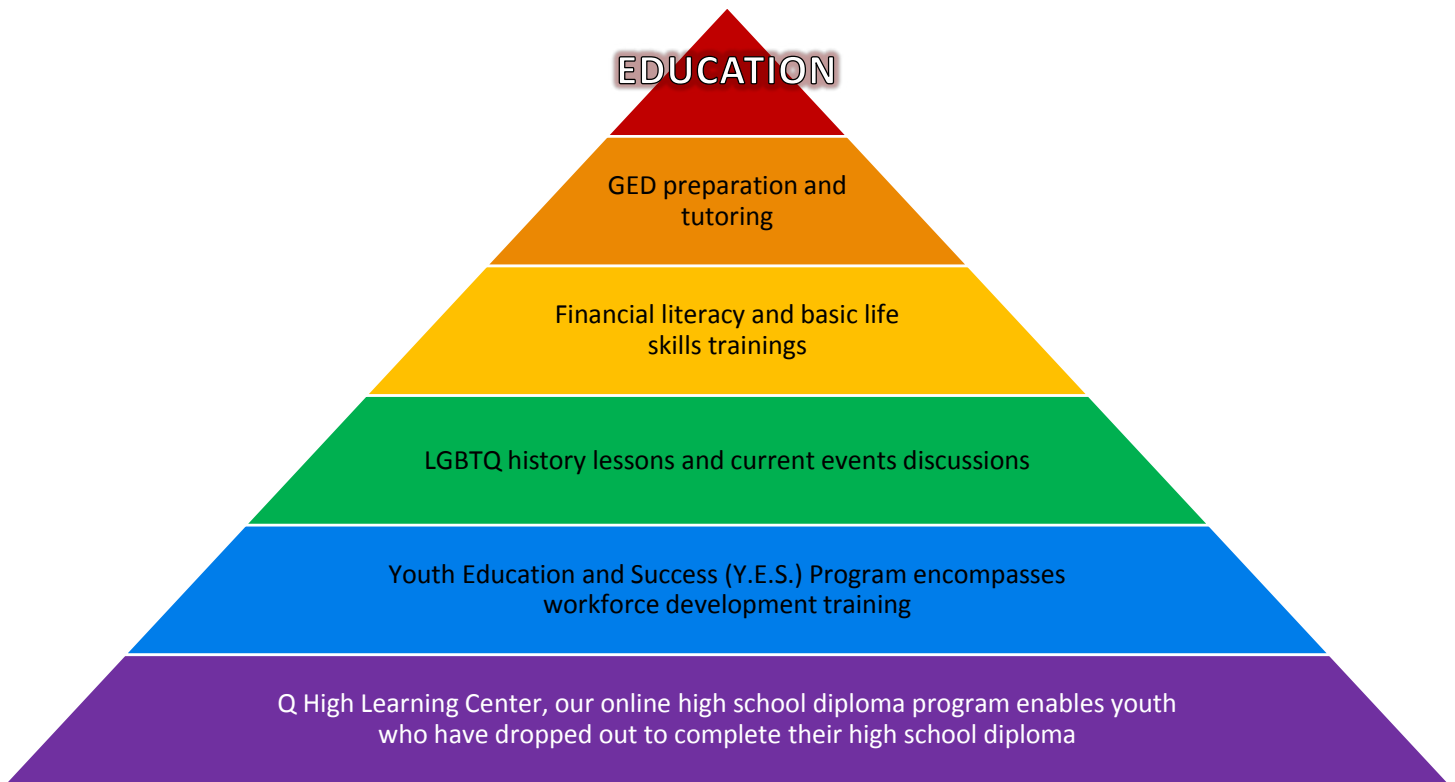 EDUCATION
GED preparation and
tutoring
Financial literacy and basic life
skills trainings
LGBTQ history lessons and current events discussions
Youth Education and Success (Y.E.S.) Program encompasses
workforce development training
Q High Learning Center, our online high school diploma program enables youth
who have dropped out to complete their high school diploma